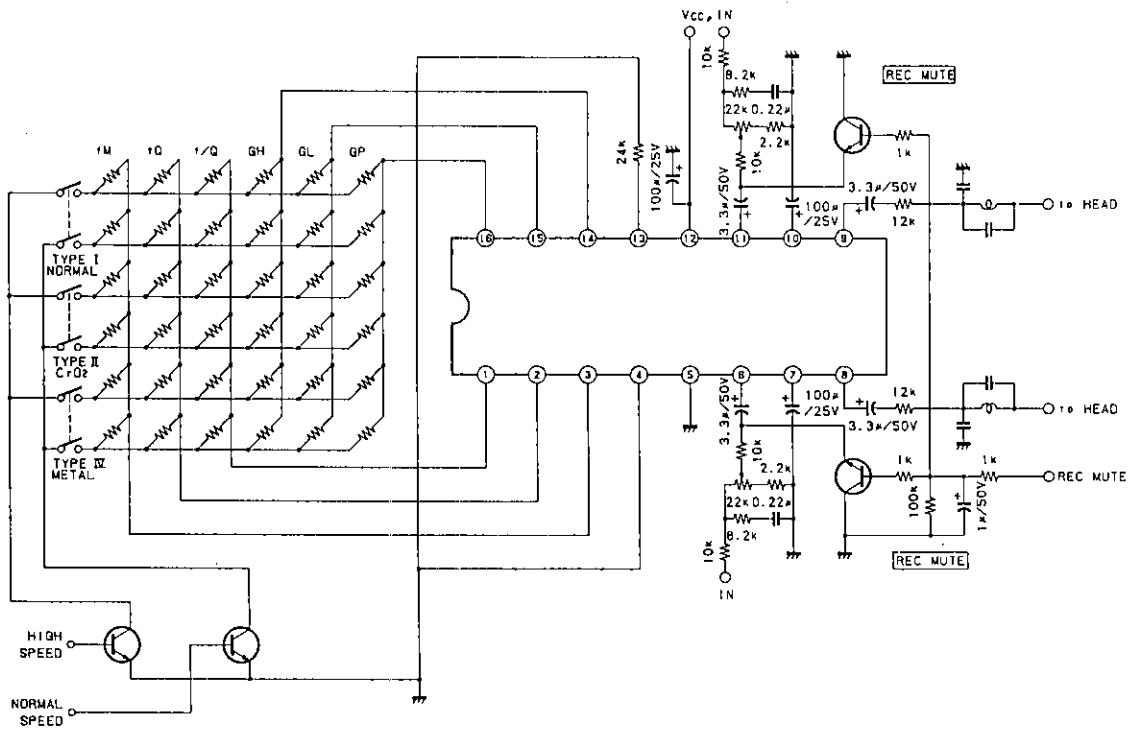 VCC, IN
10k
8.2k
22k 0.22μ
2.2k
10k
REC MUTE
1k
24k
100μ/25V
3.3μ/50V
100μ
/25V
3.3μ/50V
12k
TO HEAD
fM
fQ
f/Q
GH
GL
GP
TYPE I
NORMAL
TYPE II
CrO2
TYPE IV
METAL
16
15
14
13
12
11
10
9
1
2
3
4
5
6
7
8
3.3μ/50V
100μ
/25V
12k
3.3μ/50V
TO HEAD
10k
2.2k
22k 0.22μ
8.2k
10k
IN
1k
1k
REC MUTE
100k
1μ/50V
REC MUTE
HIGH
SPEED
NORMAL
SPEED